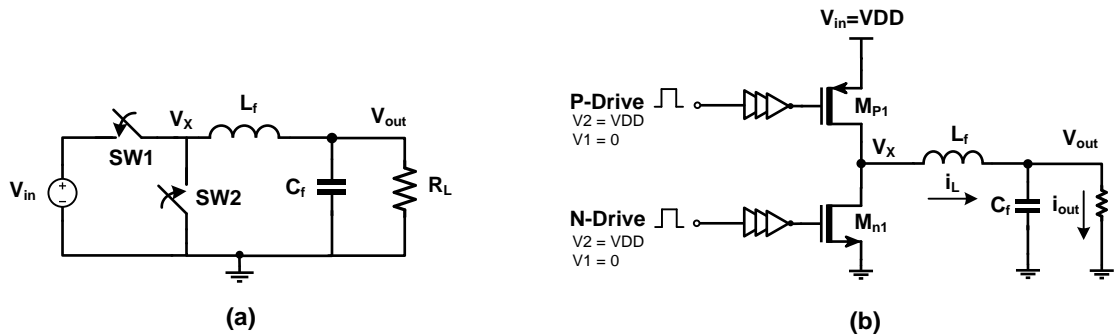 SW1
V_X
L_f
V_out
V_in
+
−
SW2
C_f
R_L
(a)
V_in=VDD
P-Drive
V2 = VDD
V1 = 0
M_P1
V_X
L_f
V_out
i_L
C_f
i_out
N-Drive
V2 = VDD
V1 = 0
M_n1
(b)